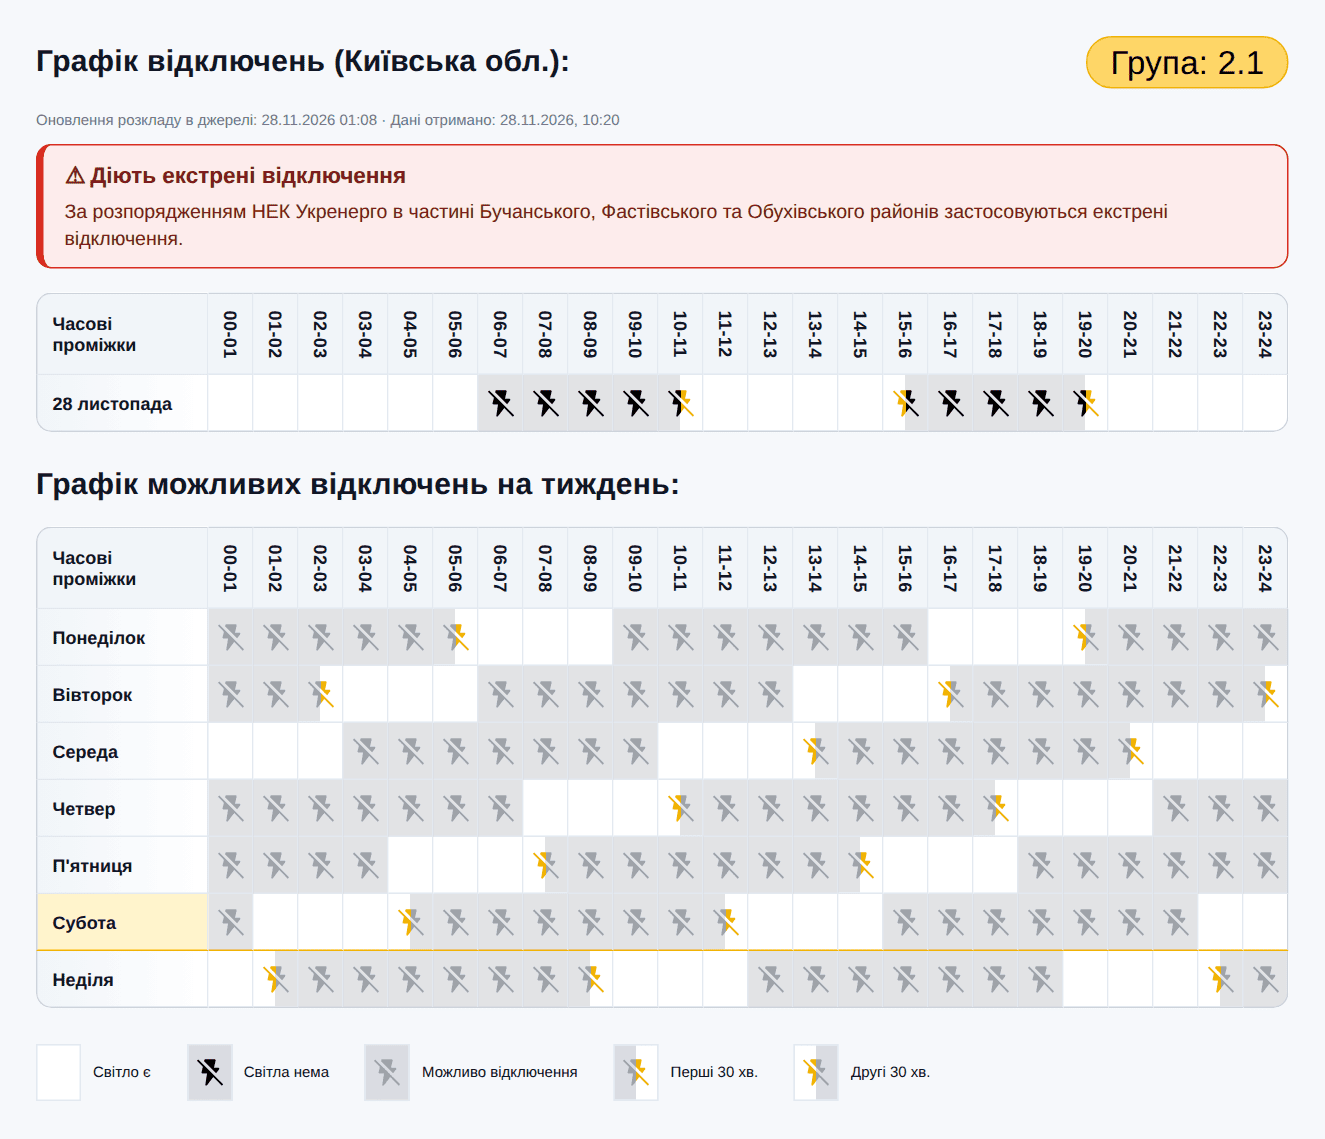 Графік відключень (Київська обл.):
Група: 2.1
Оновлення розкладу в джерелі: 28.11.2026 01:08 · Дані отримано: 28.11.2026, 10:20
⚠ Діють екстрені відключення
За розпорядженням НЕК Укренерго в частині Бучанського, Фастівського та Обухівського районів застосовуються екстрені
відключення.
Часові
проміжки
00-01 01-02 02-03 03-04 04-05 05-06 06-07 07-08 08-09 09-10 10-11 11-12 12-13 13-14 14-15 15-16 16-17 17-18 18-19 19-20 20-21 21-22 22-23 23-24
28 листопада
Графік можливих відключень на тиждень:
Часові
проміжки
00-01 01-02 02-03 03-04 04-05 05-06 06-07 07-08 08-09 09-10 10-11 11-12 12-13 13-14 14-15 15-16 16-17 17-18 18-19 19-20 20-21 21-22 22-23 23-24
Понеділок
Вівторок
Середа
Четвер
П'ятниця
Субота
Неділя
Світло є
Світла нема
Можливо відключення
Перші 30 хв.
Другі 30 хв.